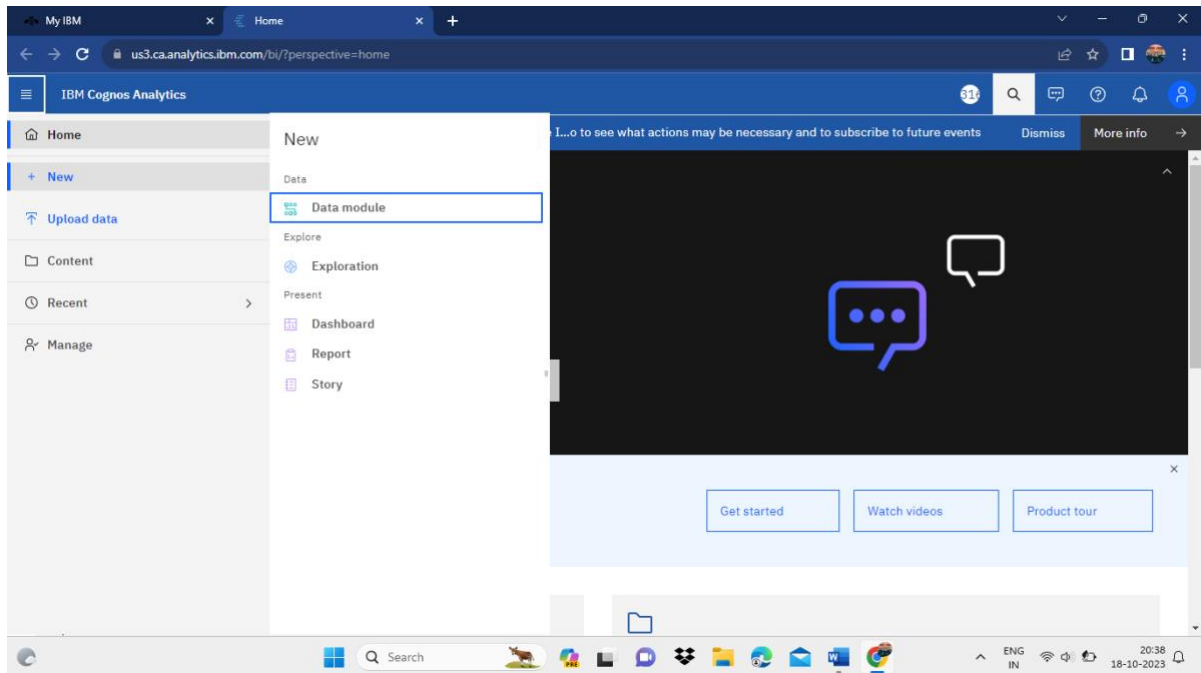 My IBM
Home
us3.ca.analytics.ibm.com/bi/?perspective=home
IBM Cognos Analytics
316
Home
New
Upload data
Content
Recent
Manage
New
Data
Data module
Explore
Exploration
Present
Dashboard
Report
Story
I...o to see what actions may be necessary and to subscribe to future events Dismiss More info
Get started Watch videos Product tour
Search
PRE
ENG
IN
20:38
18-10-2023